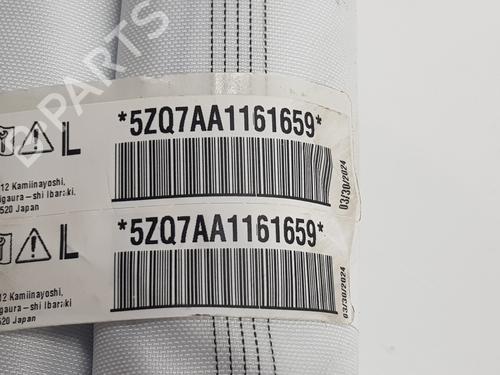 *5ZQ7AA1161659*
L
12 Kamiinayoshi,
igaura-shi Ibaraki
520 Japan
03/30/2024
*5ZQ7AA1161659*
L
12 Kamiinayoshi,
igaura-shi Ibaraki
520 Japan
03/30/2024